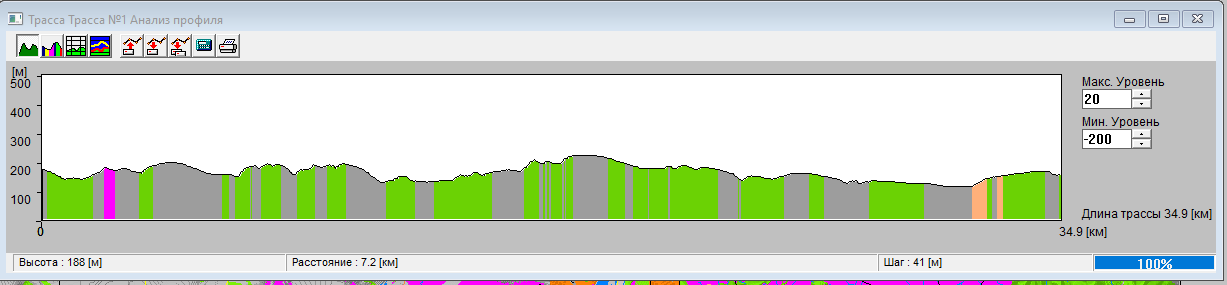 Трасса Трасса №1 Анализ профиля
[м]
500
400
300
200
100
0
0
34.9 [км]
Макс. Уровень
20
Мин. Уровень
-200
Длина трассы 34.9 [км]
Высота : 188 [м]
Расстояние : 7.2 [км]
Шаг : 41 [м]
100%